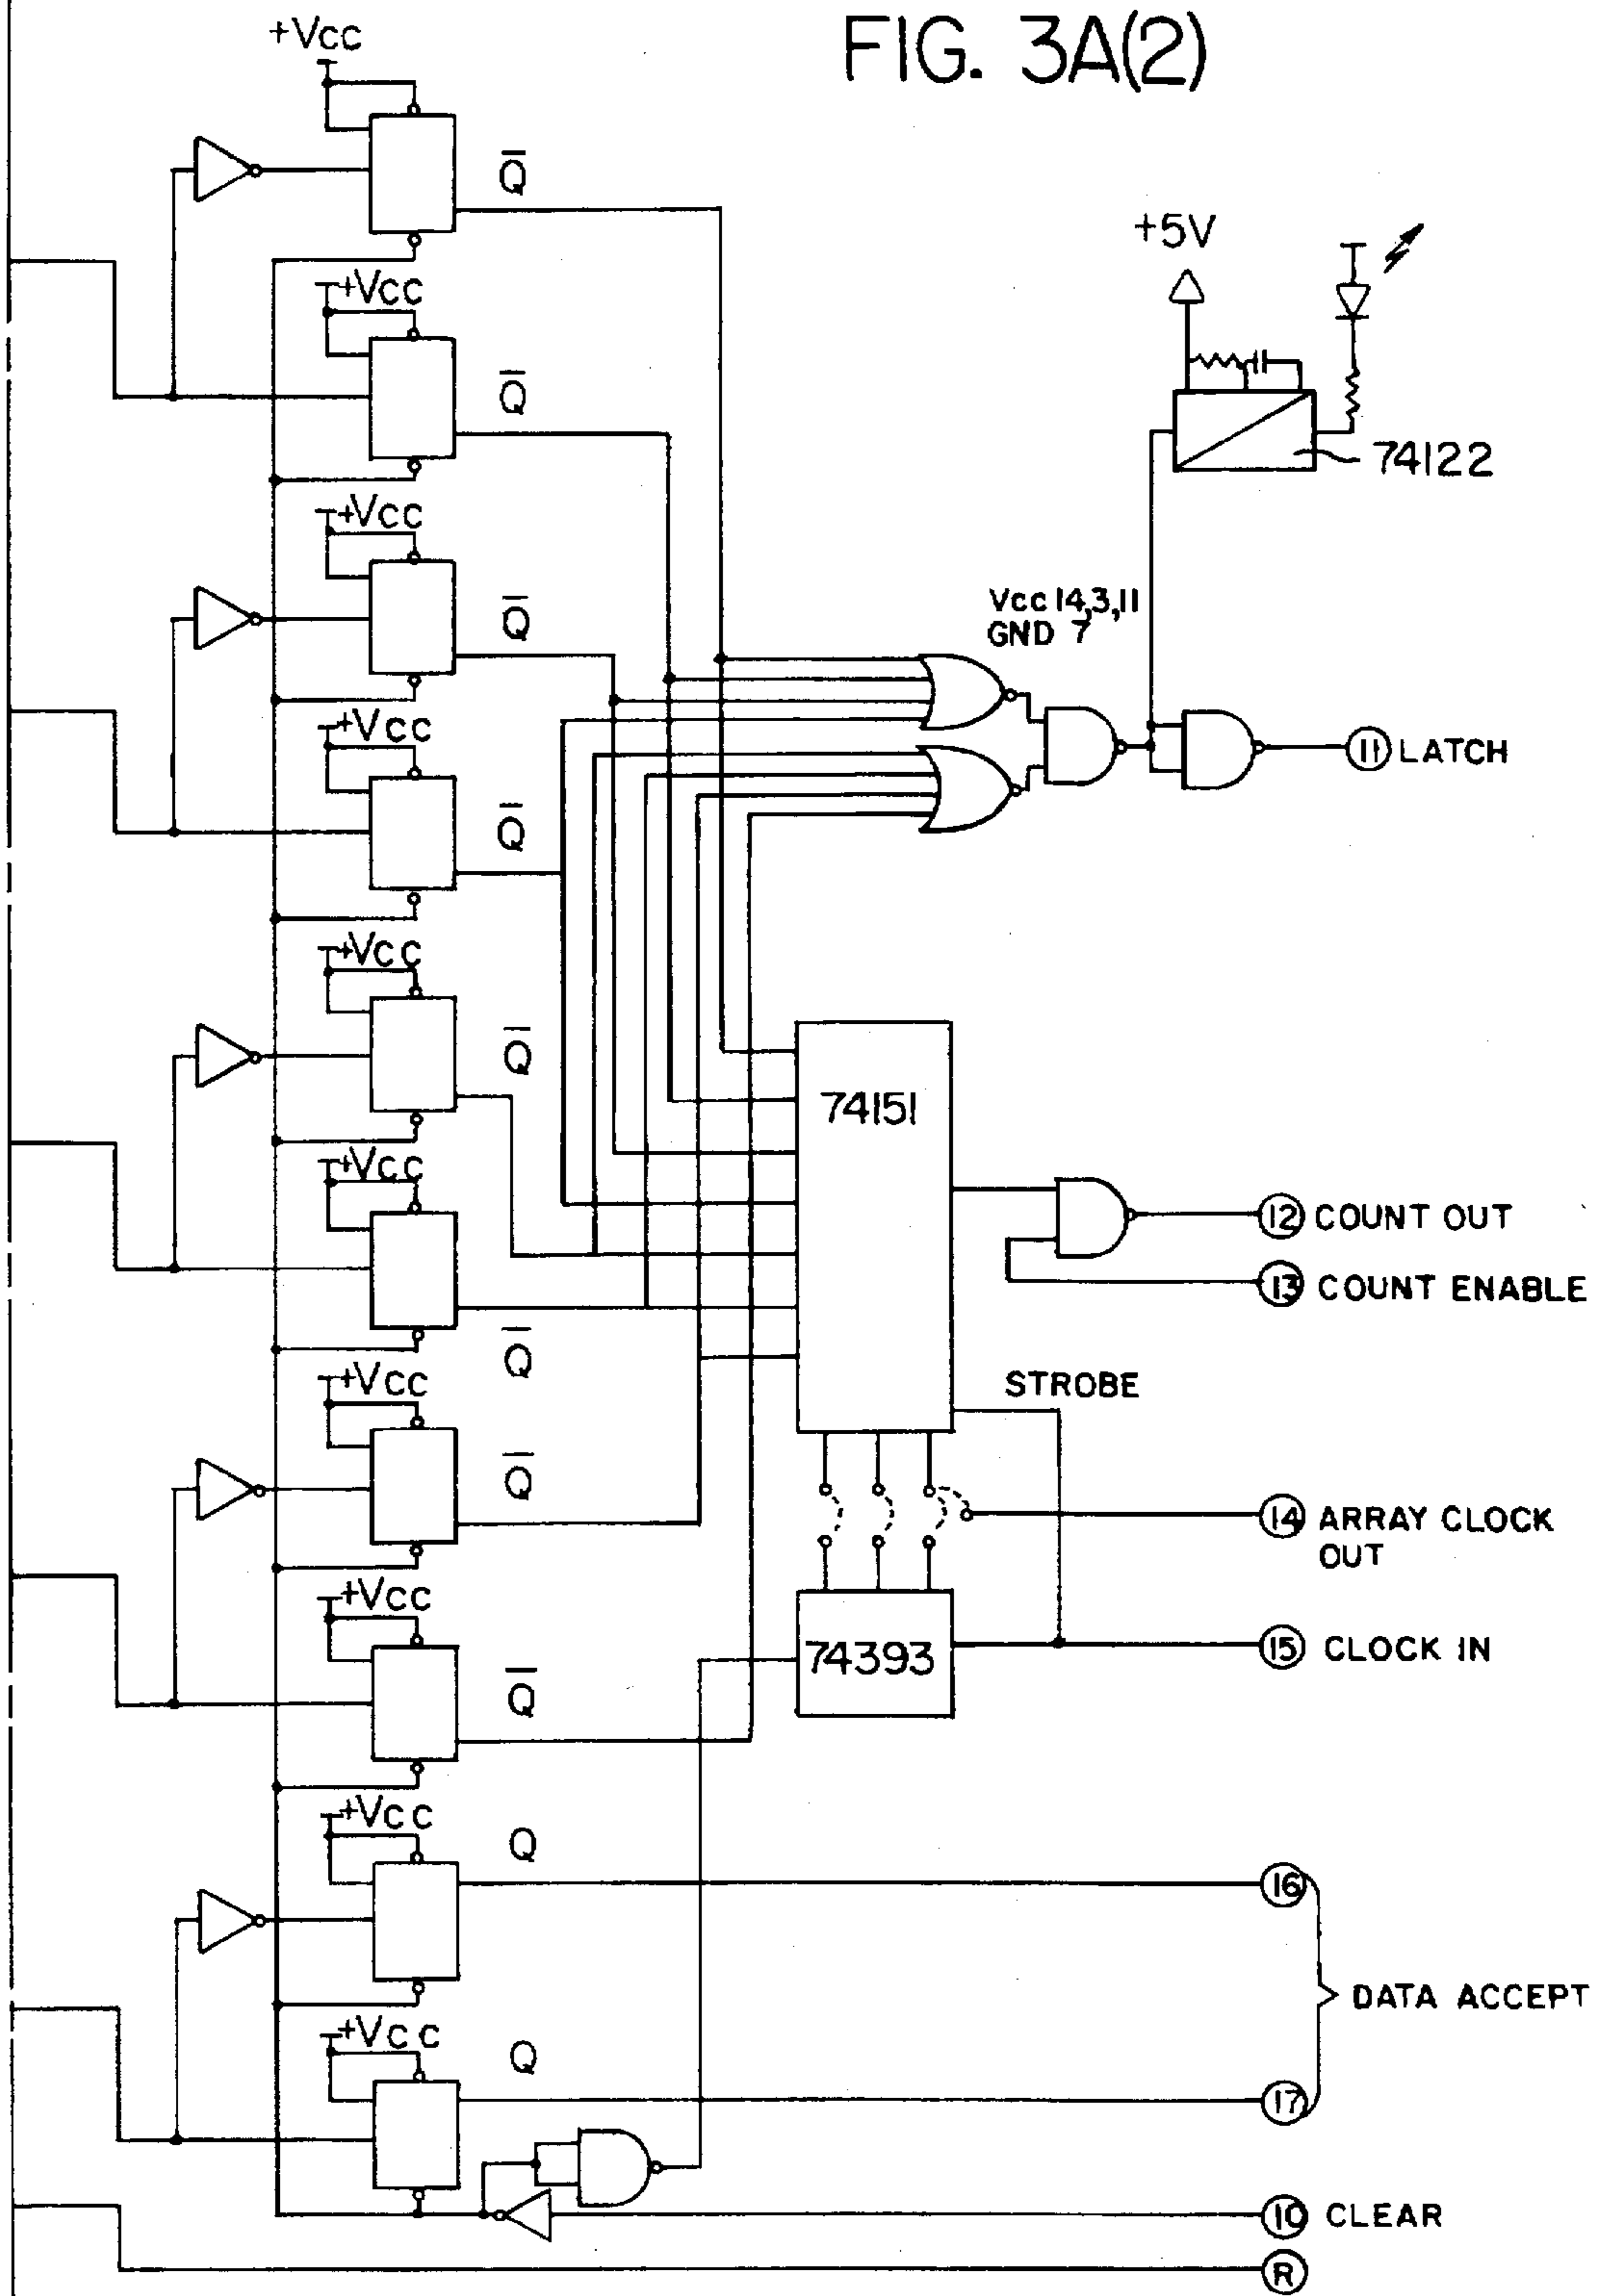 FIG. 3A(2)
+Vcc
Q̅
+Vcc
Q̅
+5V
74122
+Vcc
Q̅
Vcc 14,3,11
GND 7
+Vcc
Q̅
11 LATCH
+Vcc
Q̅
74151
+Vcc
Q̅
12 COUNT OUT
13 COUNT ENABLE
+Vcc
Q̅
STROBE
14 ARRAY CLOCK
OUT
+Vcc
Q̅
74393
15 CLOCK IN
+Vcc
Q
16
DATA ACCEPT
+Vcc
Q
17
10 CLEAR
R